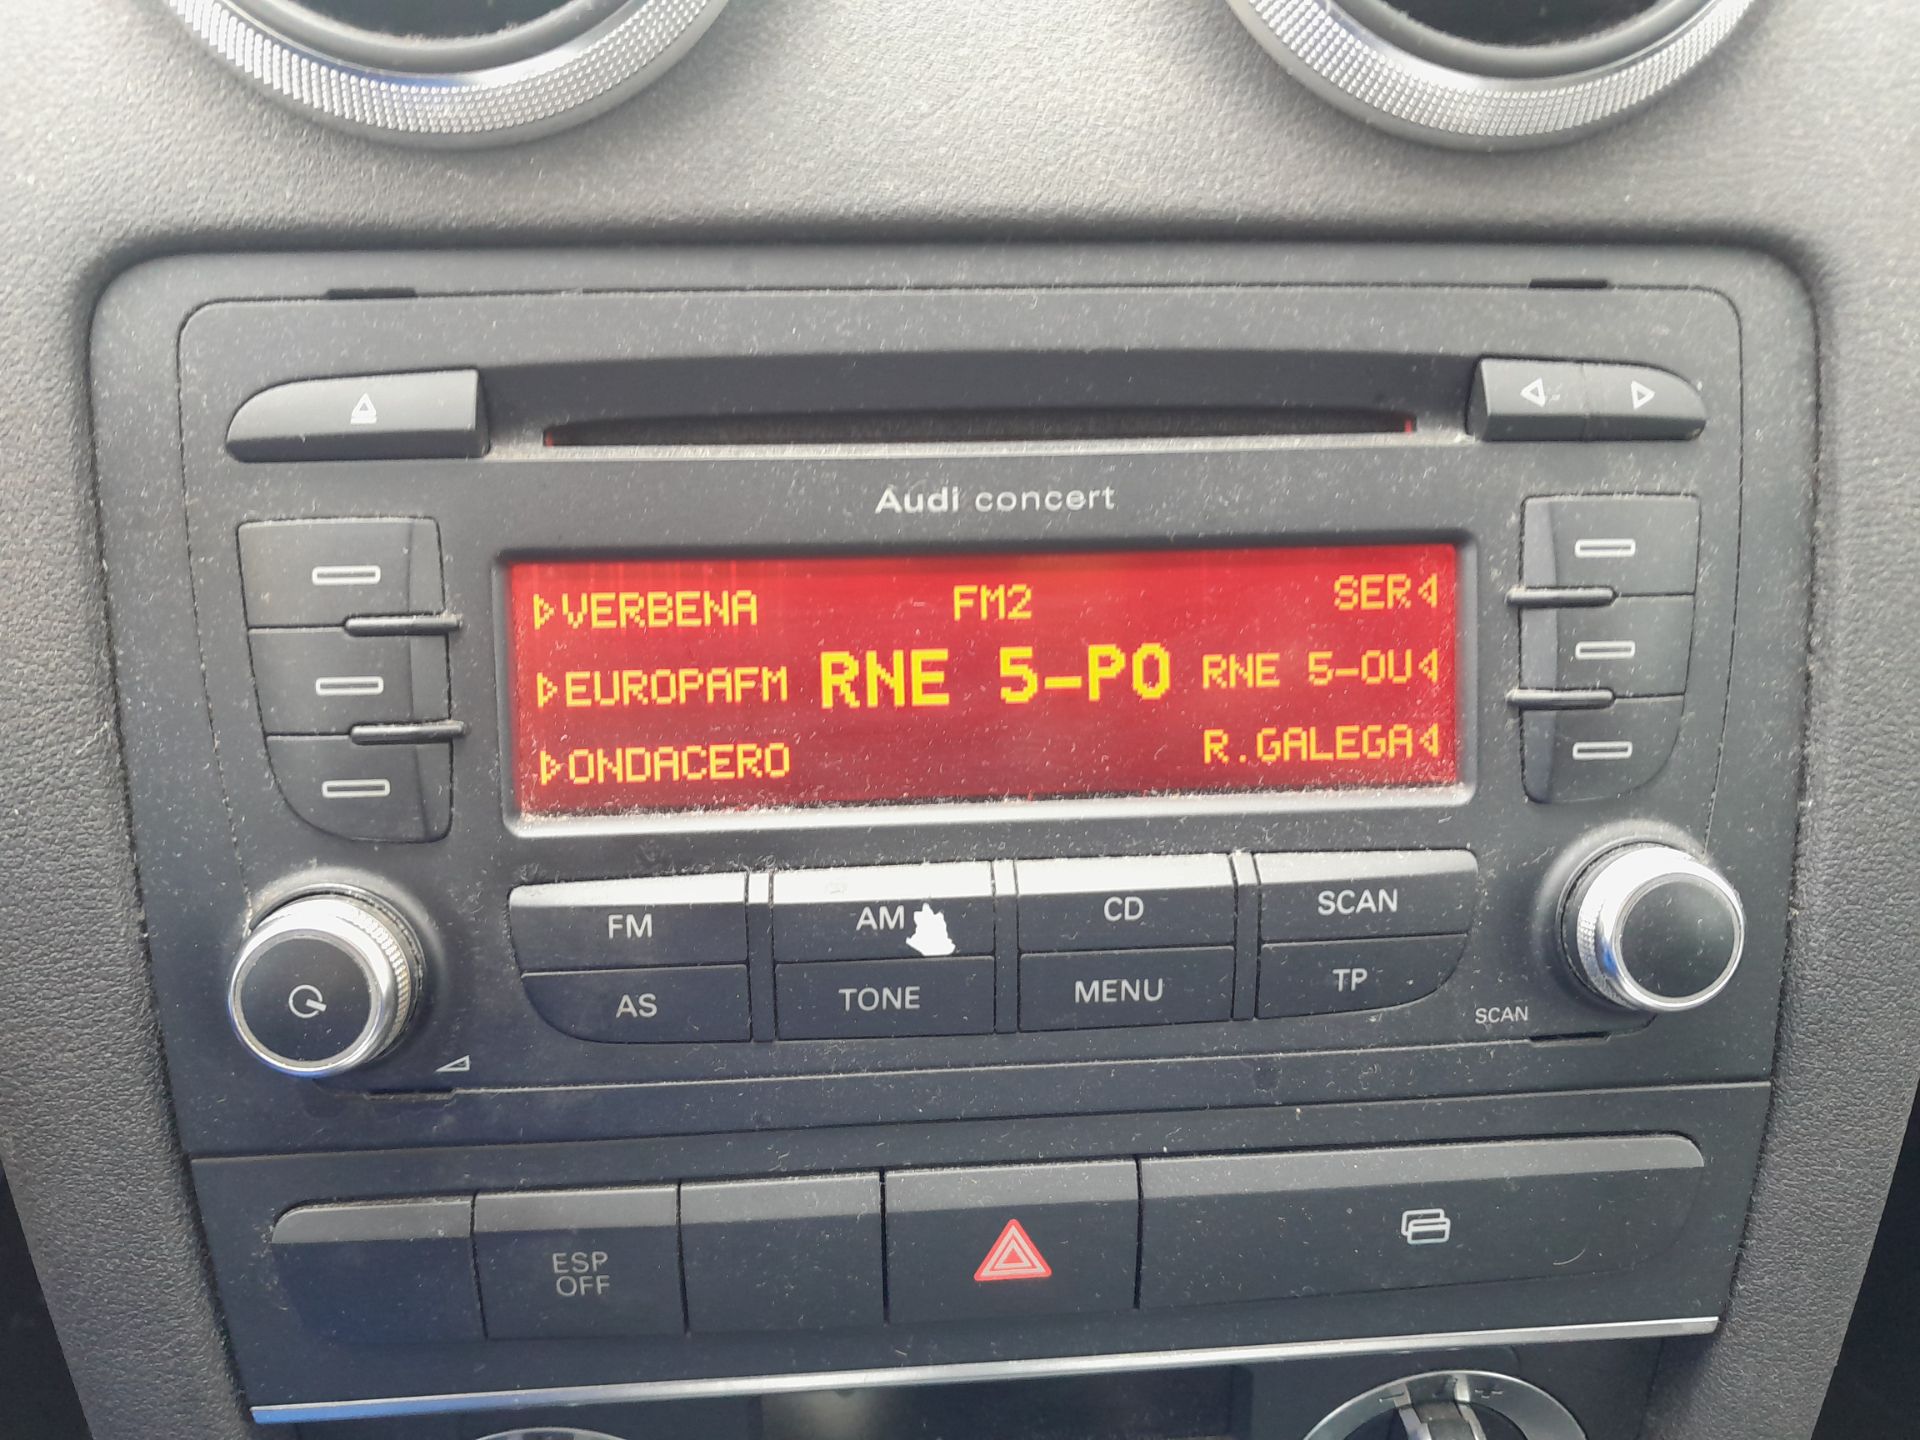 Audi concert
▷VERBENA FM2 SER◁
▷EUROPAFM RNE 5-PO RNE 5-OU◁
▷ONDACERO R.GALEGA◁
FM AM CD SCAN
AS TONE MENU TP
SCAN
ESP
OFF